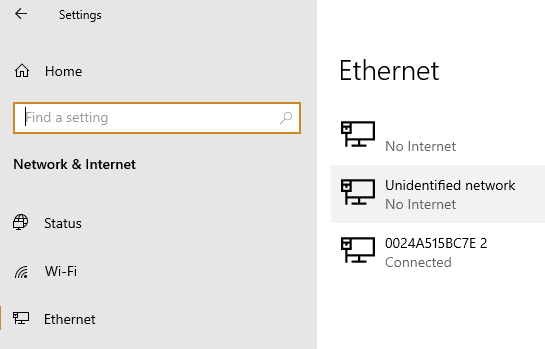 Settings
Home
Find a setting
Network & Internet
Status
Wi-Fi
Ethernet
Ethernet
No Internet
Unidentified network
No Internet
0024A515BC7E 2
Connected